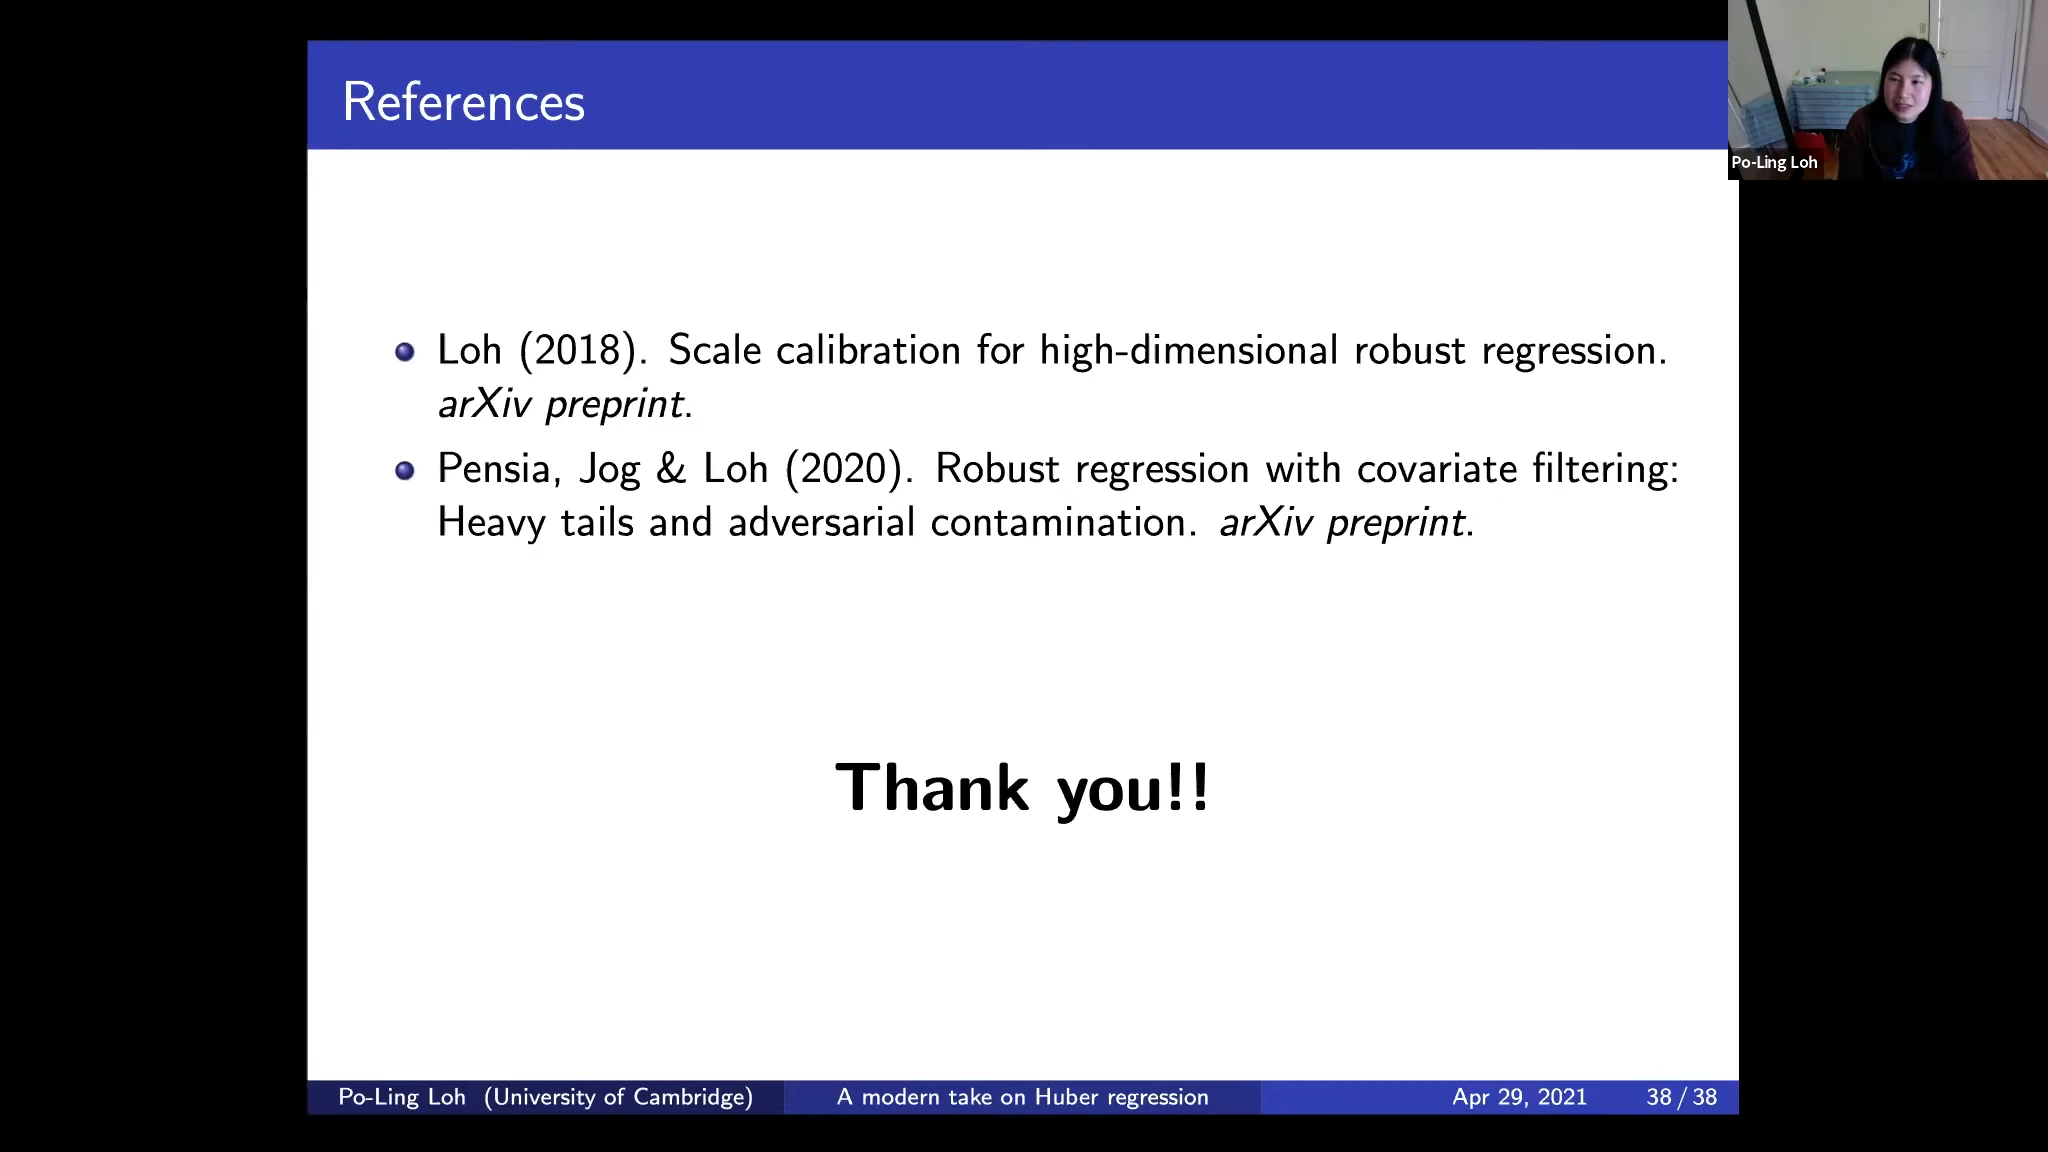 References
Po-Ling Loh
Loh (2018). Scale calibration for high-dimensional robust regression.
arXiv preprint.
Pensia, Jog & Loh (2020). Robust regression with covariate filtering:
Heavy tails and adversarial contamination. arXiv preprint.
Thank you!!
Po-Ling Loh (University of Cambridge) A modern take on Huber regression Apr 29, 2021 38 / 38